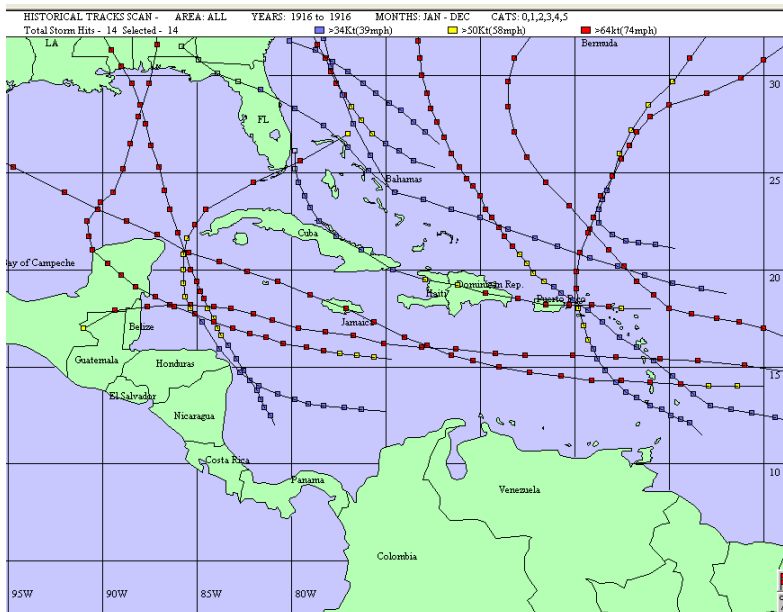 HISTORICAL TRACKS SCAN - AREA: ALL YEARS: 1916 to 1916 MONTHS: JAN - DEC CATS: 0,1,2,3,4,5
Total Storm Hits - 14 Selected - 14 >34Kt(39mph) >50Kt(58mph) >64kt(74mph)
LA
Bermuda
30
FL
25
Bahamas
Cuba
Bay of Campeche
20
Dominican Rep.
Haiti
Puerto Rico
Jamaica
Belize
Guatemala
Honduras
15
El Salvador
Nicaragua
Costa Rica
10
Panama
Venezuela
Colombia
95W 90W 85W 80W